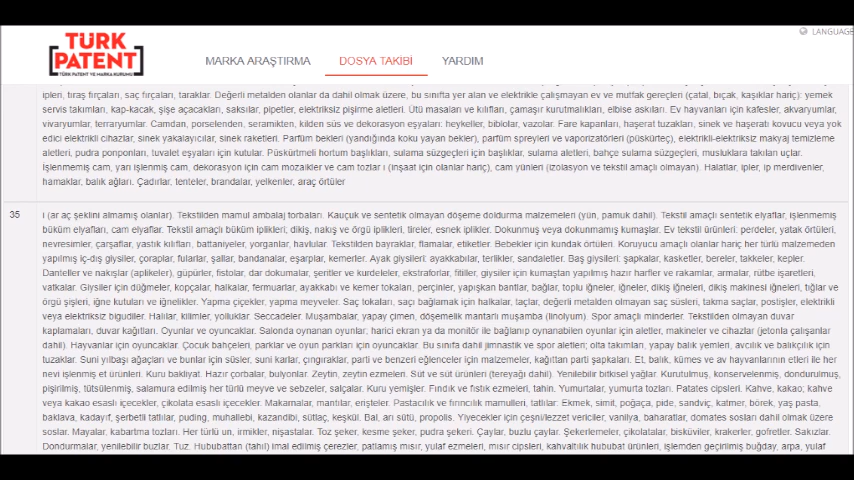 LANGUAGE
TÜRK
PATENT
TÜRK PATENT VE MARKA KURUMU
MARKA ARAŞTIRMA DOSYA TAKİBİ YARDIM
ipleri, tıraş fırçaları, saç fırçaları, taraklar. Değerli metalden olanlar da dahil olmak üzere, bu sınıfta yer alan ve elektrikle çalışmayan ev ve mutfak gereçleri (çatal, bıçak, kaşıklar hariç): yemek
servis takımları, kap-kacak, şişe açacakları, saksılar, pipetler, elektriksiz pişirme aletleri. Ütü masaları ve kılıfları, çamaşır kurutmalıkları, elbise askıları. Ev hayvanları için kafesler, akvaryumlar,
vivaryumlar, terraryumlar. Camdan, porselenden, seramikten, kilden süs ve dekorasyon eşyaları: heykeller, biblolar, vazolar. Fare kapanları, haşerat tuzakları, sinek ve haşeratı kovucu veya yok
edici elektrikli cihazlar, sinek yakalayıcılar, sinek raketleri. Parfüm bekleri (yandığında koku yayan bekler), parfüm spreyleri ve vaporizatörleri (püskürteç), elektrikli-elektriksiz makyaj temizleme
aletleri, pudra ponponları, tuvalet eşyaları için kutular. Püskürtmeli hortum başlıkları, sulama süzgeçleri için başlıklar, sulama aletleri, bahçe sulama süzgeçleri, musluklara takılan uçlar.
İşlenmemiş cam, yarı işlenmiş cam, dekorasyon için cam mozaikler ve cam tozlar ı (inşaat için olanlar hariç), cam yünleri (izolasyon ve tekstil amaçlı olmayan). Halatlar, ipler, ip merdivenler,
hamaklar, balık ağları. Çadırlar, tenteler, brandalar, yelkenler, araç örtüler
35 i (ar aç şeklini almamış olanlar). Tekstilden mamul ambalaj torbaları. Kauçuk ve sentetik olmayan döşeme doldurma malzemeleri (yün, pamuk dahil). Tekstil amaçlı sentetik elyaflar, işlenmemiş
büküm elyafları, cam elyaflar. Tekstil amaçlı büküm iplikleri; dikiş, nakış ve örgü iplikleri, tireler, esnek iplikler. Dokunmuş veya dokunmamış kumaşlar. Ev tekstil ürünleri: perdeler, yatak örtüleri,
nevresimler, çarşaflar, yastık kılıfları, battaniyeler, yorganlar, havlular. Tekstilden bayraklar, flamalar, etiketler. Bebekler için kundak örtüleri. Koruyucu amaçlı olanlar hariç her türlü malzemeden
yapılmış iç-dış giysiler, çoraplar, fularlar, şallar, bandanalar, eşarplar, kemerler. Ayak giysileri: ayakkabılar, terlikler, sandaletler. Baş giysileri: şapkalar, kasketler, bereler, takkeler, kepler.
Danteller ve nakışlar (aplikeler), güpürler, fistolar, dar dokumalar, şeritler ve kurdeleler, ekstraforlar, fitiller, giysiler için kumaştan yapılmış hazır harfler ve rakamlar, armalar, rütbe işaretleri,
vatkalar. Giysiler için düğmeler, kopçalar, halkalar, fermuarlar, ayakkabı ve kemer tokaları, perçinler, yapışkan bantlar, bağlar, toplu iğneler, iğneler, dikiş iğneleri, dikiş makinesi iğneleri, tığlar ve
örgü şişleri, iğne kutuları ve iğnelikler. Yapma çiçekler, yapma meyveler. Saç tokaları, saçı bağlamak için halkalar, taçlar, değerli metalden olmayan saç süsleri, takma saçlar, postişler, elektrikli
veya elektriksiz bigudiler. Halılar, kilimler, yolluklar. Seccadeler. Muşambalar, yapay çimen, döşemelik mantarlı muşamba (linolyum). Spor amaçlı minderler. Tekstilden olmayan duvar
kaplamaları, duvar kağıtları. Oyunlar ve oyuncaklar. Salonda oynanan oyunlar; harici ekran ya da monitör ile bağlanıp oynanabilen oyunlar için aletler, makineler ve cihazlar (jetonla çalışanlar
dahil). Hayvanlar için oyuncaklar. Çocuk bahçeleri, parklar ve oyun parkları için oyuncaklar. Bu sınıfa dahil jimnastik ve spor aletleri; olta takımları, yapay balık yemleri, avcılık ve balıkçılık için
tuzaklar. Suni yılbaşı ağaçları ve bunlar için süsler, suni karlar, çıngıraklar, parti ve benzeri eğlenceler için malzemeler, kağıttan parti şapkaları. Et, balık, kümes ve av hayvanlarının etleri ile her
nevi işlenmiş et ürünleri. Kuru bakliyat. Hazır çorbalar, bulyonlar. Zeytin, zeytin ezmeleri. Süt ve süt ürünleri (tereyağı dahil). Yenilebilir bitkisel yağlar. Kurutulmuş, konservelenmiş, dondurulmuş,
pişirilmiş, tütsülenmiş, salamura edilmiş her türlü meyve ve sebzeler, salçalar. Kuru yemişler. Fındık ve fıstık ezmeleri, tahin. Yumurtalar, yumurta tozları. Patates cipsleri. Kahve, kakao; kahve
veya kakao esaslı içecekler, çikolata esaslı içecekler. Makarnalar, mantılar, erişteler. Pastacılık ve fırıncılık mamulleri, tatlılar: Ekmek, simit, poğaça, pide, sandviç, katmer, börek, yaş pasta,
baklava, kadayıf, şerbetli tatlılar, puding, muhallebi, kazandibi, sütlaç, keşkül. Bal, arı sütü, propolis. Yiyecekler için çeşni/lezzet vericiler, vanilya, baharatlar, domates sosları dahil olmak üzere
soslar. Mayalar, kabartma tozları. Her türlü un, irmikler, nişastalar. Toz şeker, kesme şeker, pudra şekeri. Çaylar, buzlu çaylar. Şekerlemeler, çikolatalar, bisküviler, krakerler, gofretler. Sakızlar.
Dondurmalar, yenilebilir buzlar. Tuz. Hububattan (tahıl) imal edilmiş çerezler, patlamış mısır, yulaf ezmeleri, mısır cipsleri, kahvaltılık hububat ürünleri, işlemden geçirilmiş buğday, arpa, yulaf